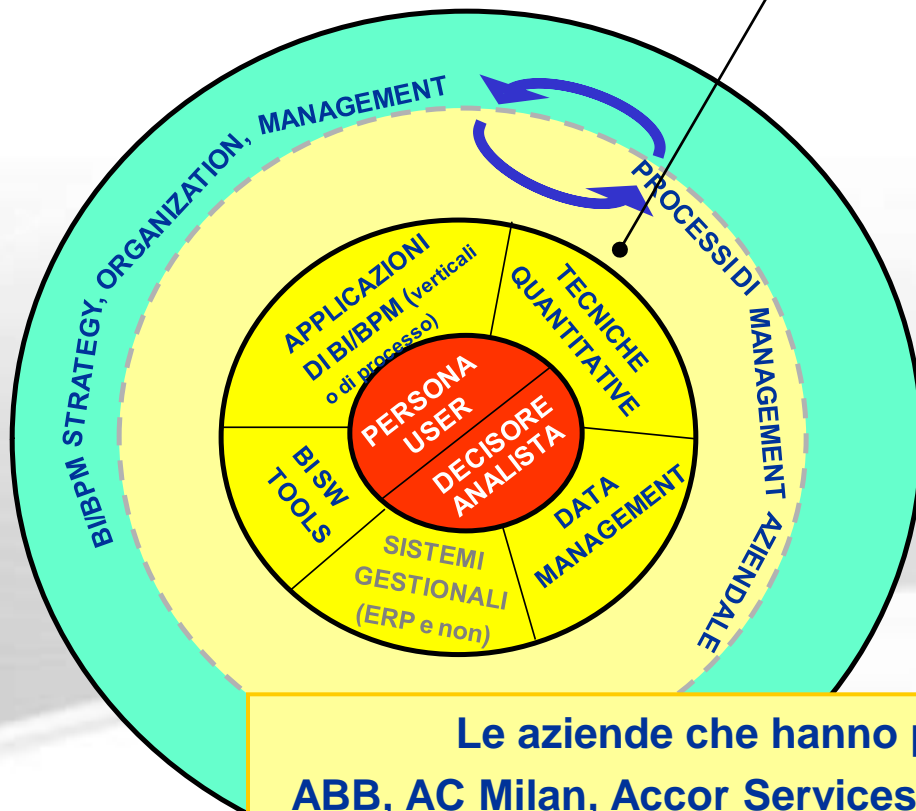 BI/BPM STRATEGY, ORGANIZATION, MANAGEMENT
PROCESSI DI MANAGEMENT AZIENDALE
APPLICAZIONI
DI BI/BPM (verticali
o di processo)
TECNICHE
QUANTITATIVE
PERSONA
USER
DECISORE
ANALISTA
BI SW
TOOLS
DATA
MANAGEMENT
SISTEMI
GESTIONALI
(ERP e non)
Le aziende che hanno p
ABB, AC Milan, Accor Services